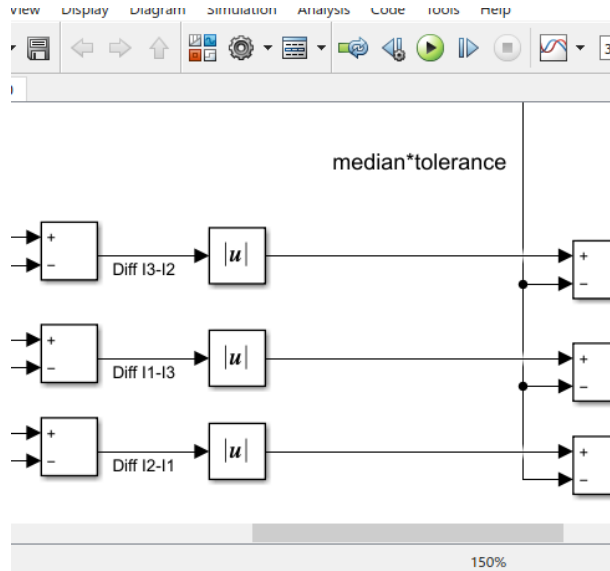 View Display Diagram Simulation Analysis Code Tools Help
median*tolerance
+
−
Diff I3-I2
|u|
+
−
+
−
Diff I1-I3
|u|
+
−
+
−
Diff I2-I1
|u|
+
−
150%